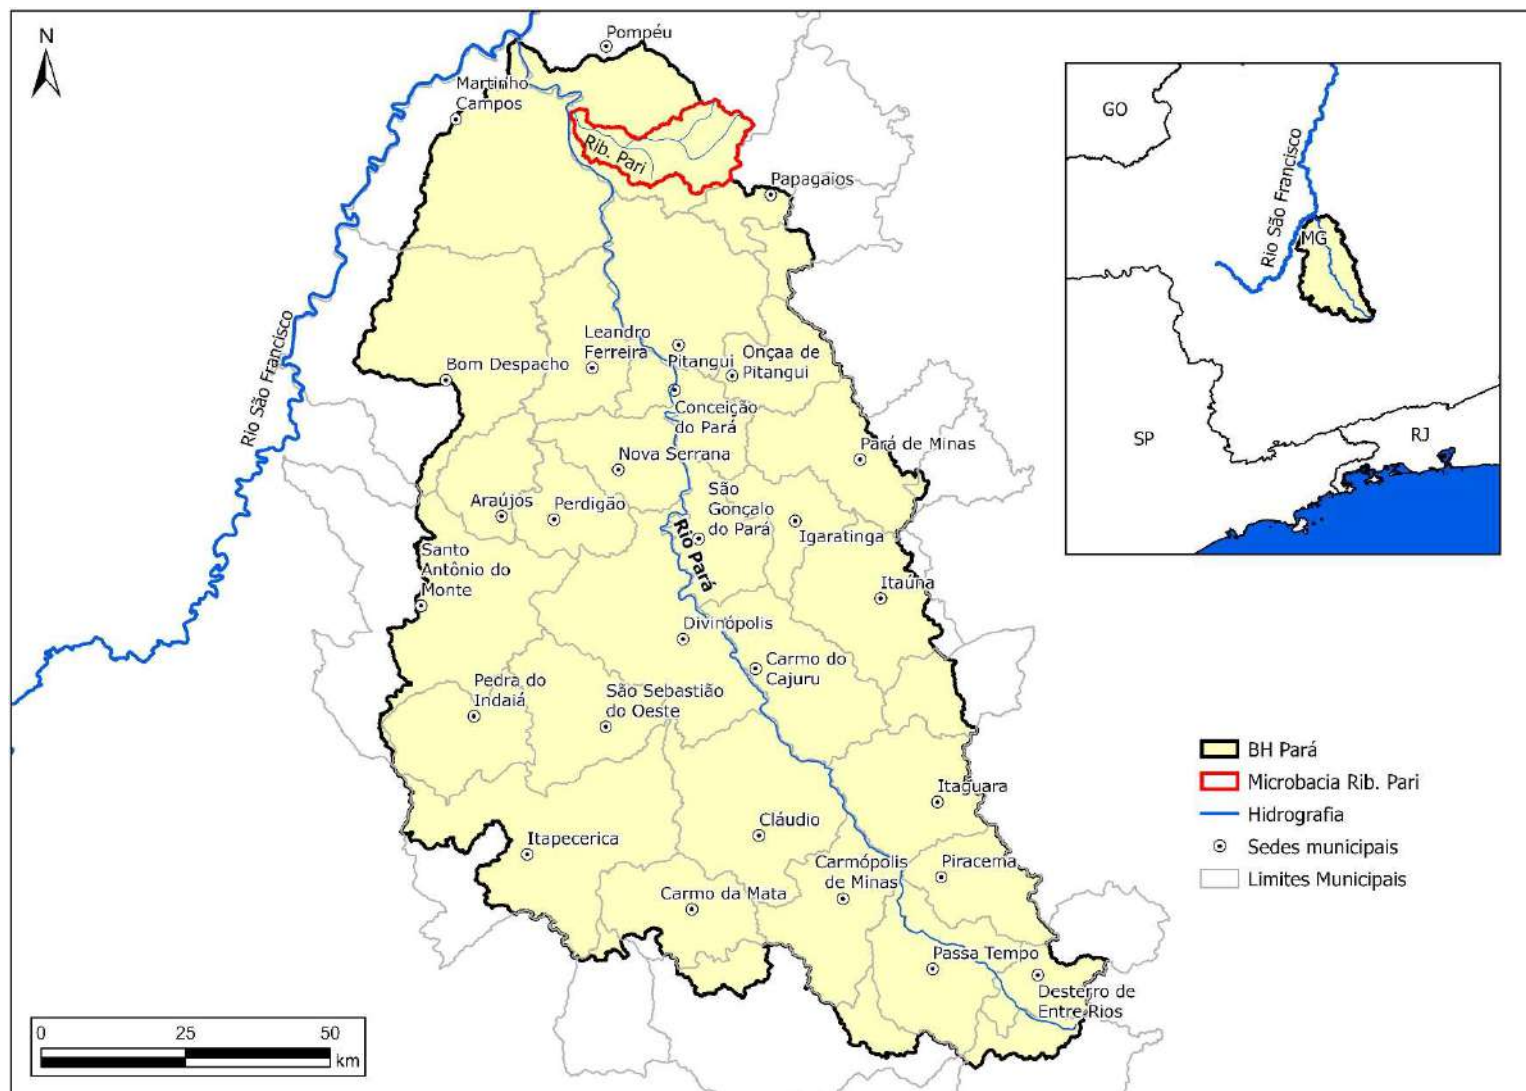 N
Pompéu
Martinho
Campos
Rib. Pari
Papagaios
Rio São Francisco
Leandro
Ferreira
Bom Despacho
Pitangui
Onçaa de
Pitangui
Conceição
do Pará
Pará de Minas
Nova Serrana
Araújos
Perdigão
São
Gonçalo
do Pará
Igaratinga
Rio Pará
Santo
Antônio do
Monte
Itaúna
Divinópolis
Carmo do
Cajuru
Pedra do
Indaiá
São Sebastião
do Oeste
Itaguara
Cláudio
Itapecerica
Carmópolis
de Minas
Piracema
Carmo da Mata
Passa Tempo
Desterro de
Entre Rios
0 25 50
km
GO
Rio São Francisco
MG
SP
RJ
BH Pará
Microbacia Rib. Pari
Hidrografia
Sedes municipais
Limites Municipais